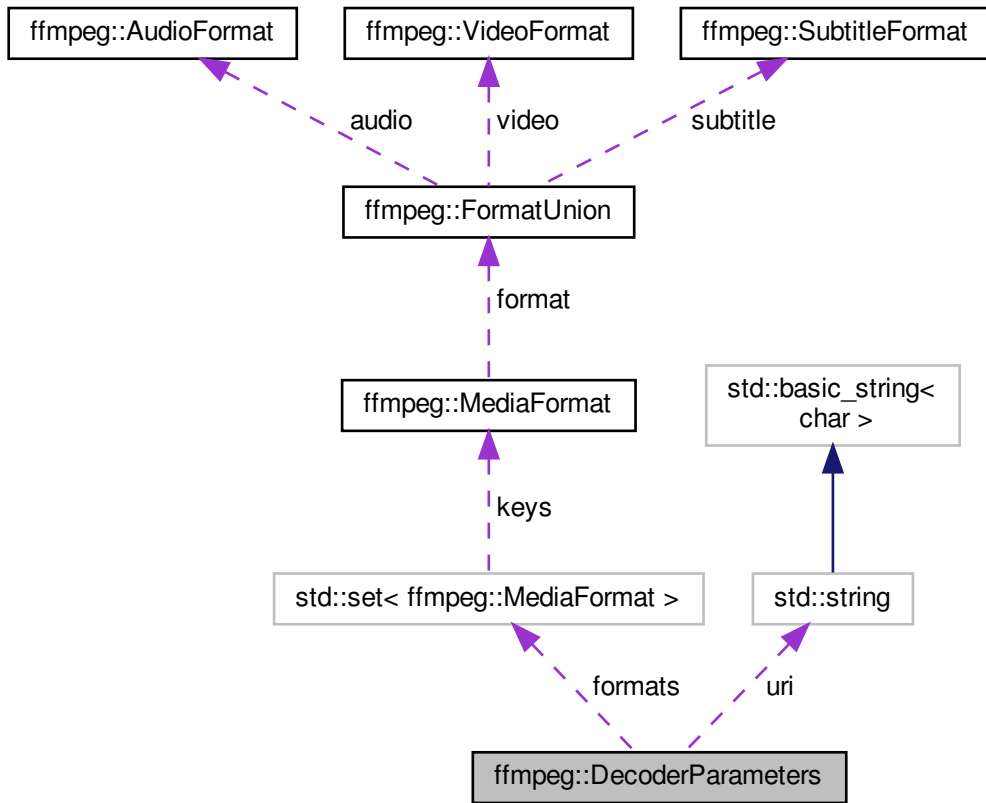 ffmpeg::AudioFormat
ffmpeg::VideoFormat
ffmpeg::SubtitleFormat
audio
video
subtitle
ffmpeg::FormatUnion
format
ffmpeg::MediaFormat
std::basic_string<
char >
keys
std::set< ffmpeg::MediaFormat >
std::string
formats
uri
ffmpeg::DecoderParameters